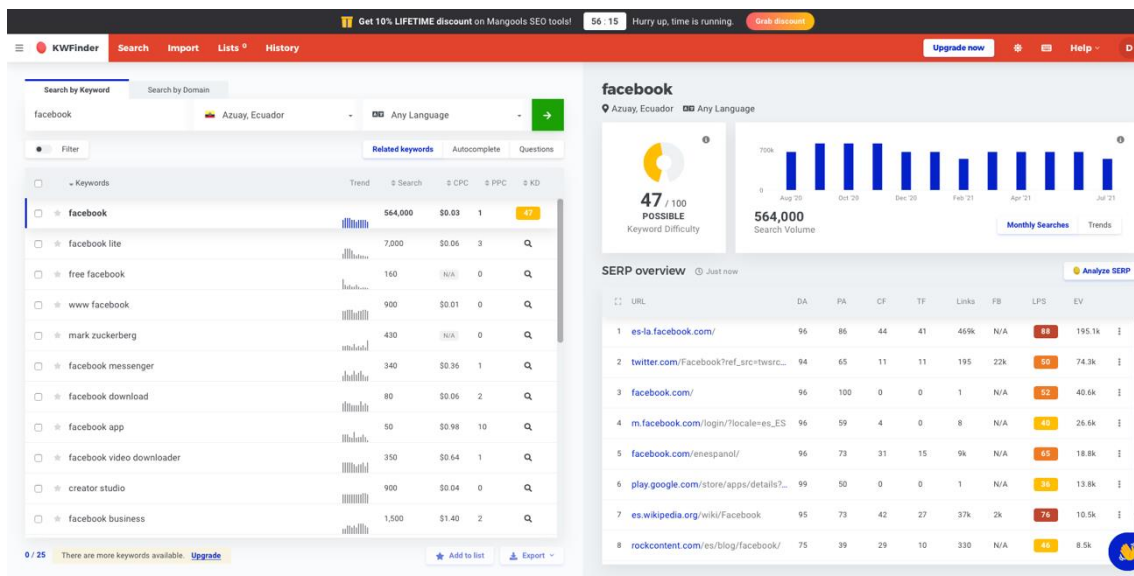 Get 10% LIFETIME discount on Mangools SEO tools! 56 : 15 Hurry up, time is running. Grab discount
KWFinder Search Import Lists 0 History Upgrade now Help D
Search by Keyword Search by Domain
facebook Azuay, Ecuador Any Language
Filter Related keywords Autocomplete Questions
Keywords Trend Search CPC PPC KD
facebook 564,000 $0.03 1 47
facebook lite 7,000 $0.06 3
free facebook 160 N/A 0
www facebook 900 $0.01 0
mark zuckerberg 430 N/A 0
facebook messenger 340 $0.36 1
facebook download 80 $0.06 2
facebook app 50 $0.98 10
facebook video downloader 350 $0.64 1
creator studio 900 $0.04 0
facebook business 1,500 $1.40 2
0 / 25 There are more keywords available. Upgrade Add to list Export
facebook
Azuay, Ecuador Any Language
47 / 100
POSSIBLE
Keyword Difficulty
700k
0
Aug '20 Oct '20 Dec '20 Feb '21 Apr '21 Jul '21
564,000
Search Volume
Monthly Searches Trends
SERP overview Just now Analyze SERP
URL DA PA CF TF Links FB LPS EV
1 es-la.facebook.com/ 96 86 44 41 469k N/A 88 195.1k
2 twitter.com/Facebook?ref_src=twsrc... 94 65 11 11 195 22k 50 74.3k
3 facebook.com/ 96 100 0 0 1 N/A 52 40.6k
4 m.facebook.com/login/?locale=es_ES 96 59 4 0 8 N/A 40 26.6k
5 facebook.com/enespanol/ 96 73 31 15 9k N/A 65 18.8k
6 play.google.com/store/apps/details?... 99 50 0 0 1 N/A 36 13.8k
7 es.wikipedia.org/wiki/Facebook 95 73 42 27 37k 2k 76 10.5k
8 rockcontent.com/es/blog/facebook/ 75 39 29 10 330 N/A 46 8.5k